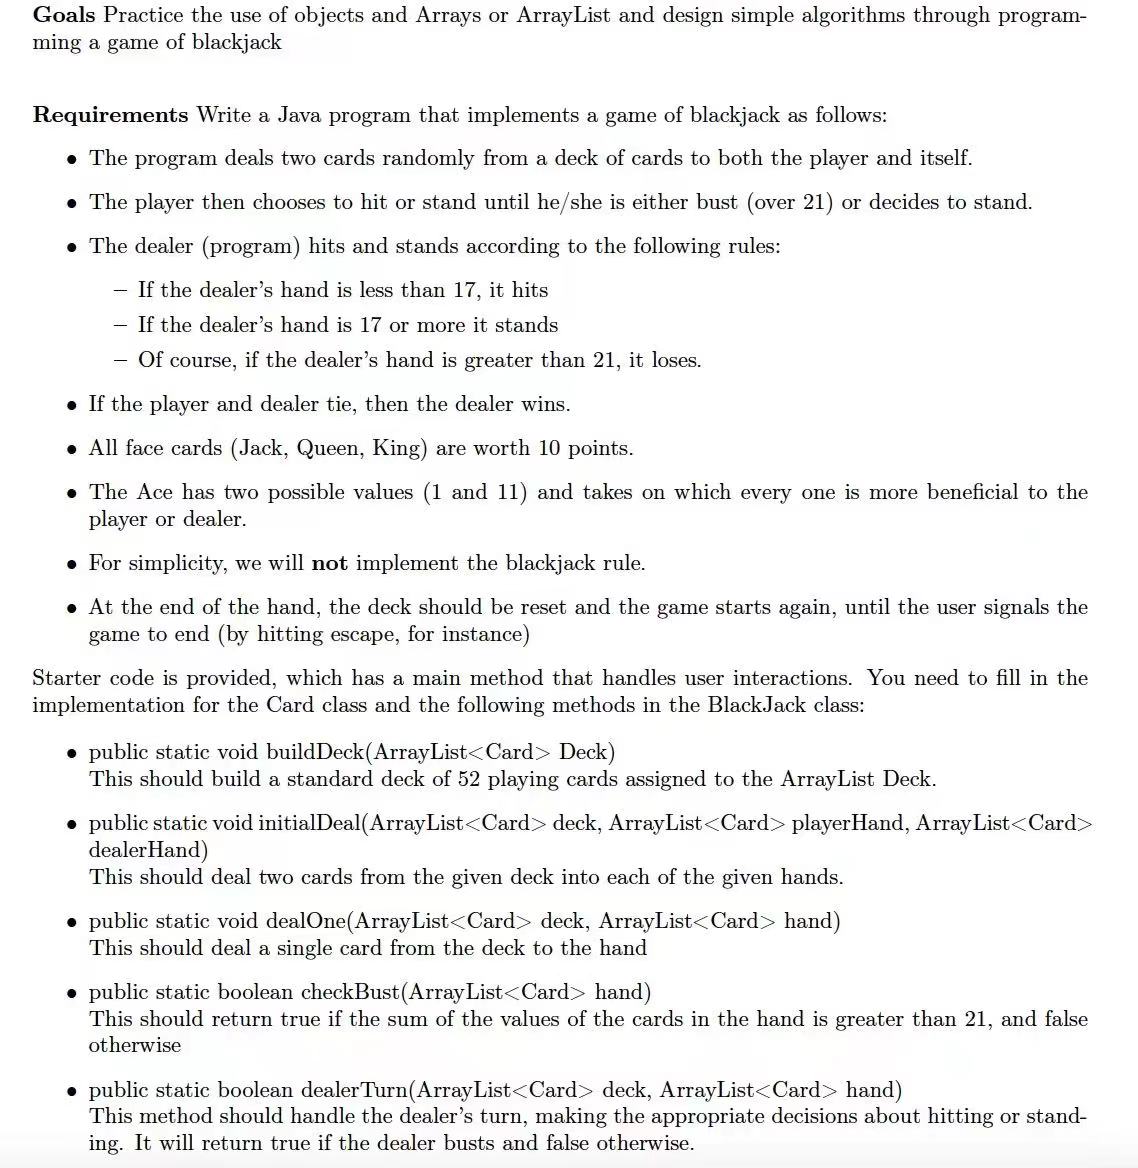 Goals Practice the use of objects and Arrays or ArrayList and design simple algorithms through program-
ming a game of blackjack
Requirements Write a Java program that implements a game of blackjack as follows:
• The program deals two cards randomly from a deck of cards to both the player and itself.
• The player then chooses to hit or stand until he/she is either bust (over 21) or decides to stand.
• The dealer (program) hits and stands according to the following rules:
– If the dealer's hand is less than 17, it hits
– If the dealer's hand is 17 or more it stands
– Of course, if the dealer's hand is greater than 21, it loses.
• If the player and dealer tie, then the dealer wins.
• All face cards (Jack, Queen, King) are worth 10 points.
• The Ace has two possible values (1 and 11) and takes on which every one is more beneficial to the
player or dealer.
• For simplicity, we will not implement the blackjack rule.
• At the end of the hand, the deck should be reset and the game starts again, until the user signals the
game to end (by hitting escape, for instance)
Starter code is provided, which has a main method that handles user interactions. You need to fill in the
implementation for the Card class and the following methods in the BlackJack class:
• public static void buildDeck(ArrayList<Card> Deck)
This should build a standard deck of 52 playing cards assigned to the ArrayList Deck.
• public static void initialDeal(ArrayList<Card> deck, ArrayList<Card> playerHand, ArrayList<Card>
dealerHand)
This should deal two cards from the given deck into each of the given hands.
• public static void dealOne(ArrayList<Card> deck, ArrayList<Card> hand)
This should deal a single card from the deck to the hand
• public static boolean checkBust(ArrayList<Card> hand)
This should return true if the sum of the values of the cards in the hand is greater than 21, and false
otherwise
• public static boolean dealerTurn(ArrayList<Card> deck, ArrayList<Card> hand)
This method should handle the dealer's turn, making the appropriate decisions about hitting or stand-
ing. It will return true if the dealer busts and false otherwise.